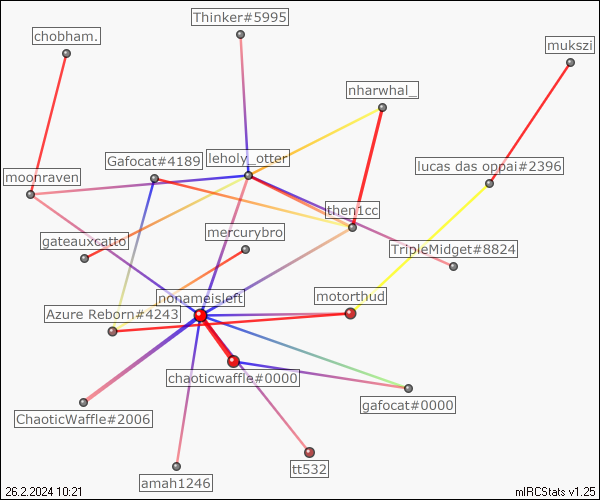 Thinker#5995
chobham.
mukszi
nharwhal_
leholy_otter
Gafocat#4189
lucas das oppai#2396
moonraven
then1cc
mercurybro
gateauxcatto
TripleMidget#8824
nonameisleft
motorthud
Azure Reborn#4243
chaoticwaffle#0000
gafocat#0000
ChaoticWaffle#2006
tt532
amah1246
26.2.2024 10:21
mIRCStats v1.25